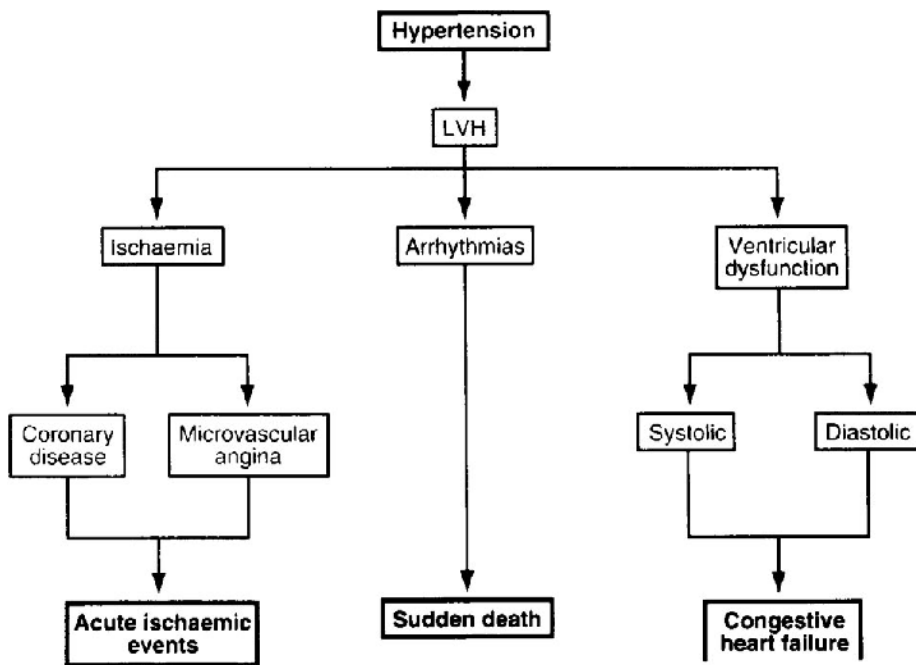 Hypertension
LVH
Ischaemia
Arrhythmias
Ventricular
dysfunction
Coronary
disease
Microvascular
angina
Systolic
Diastolic
Acute ischaemic
events
Sudden death
Congestive
heart failure